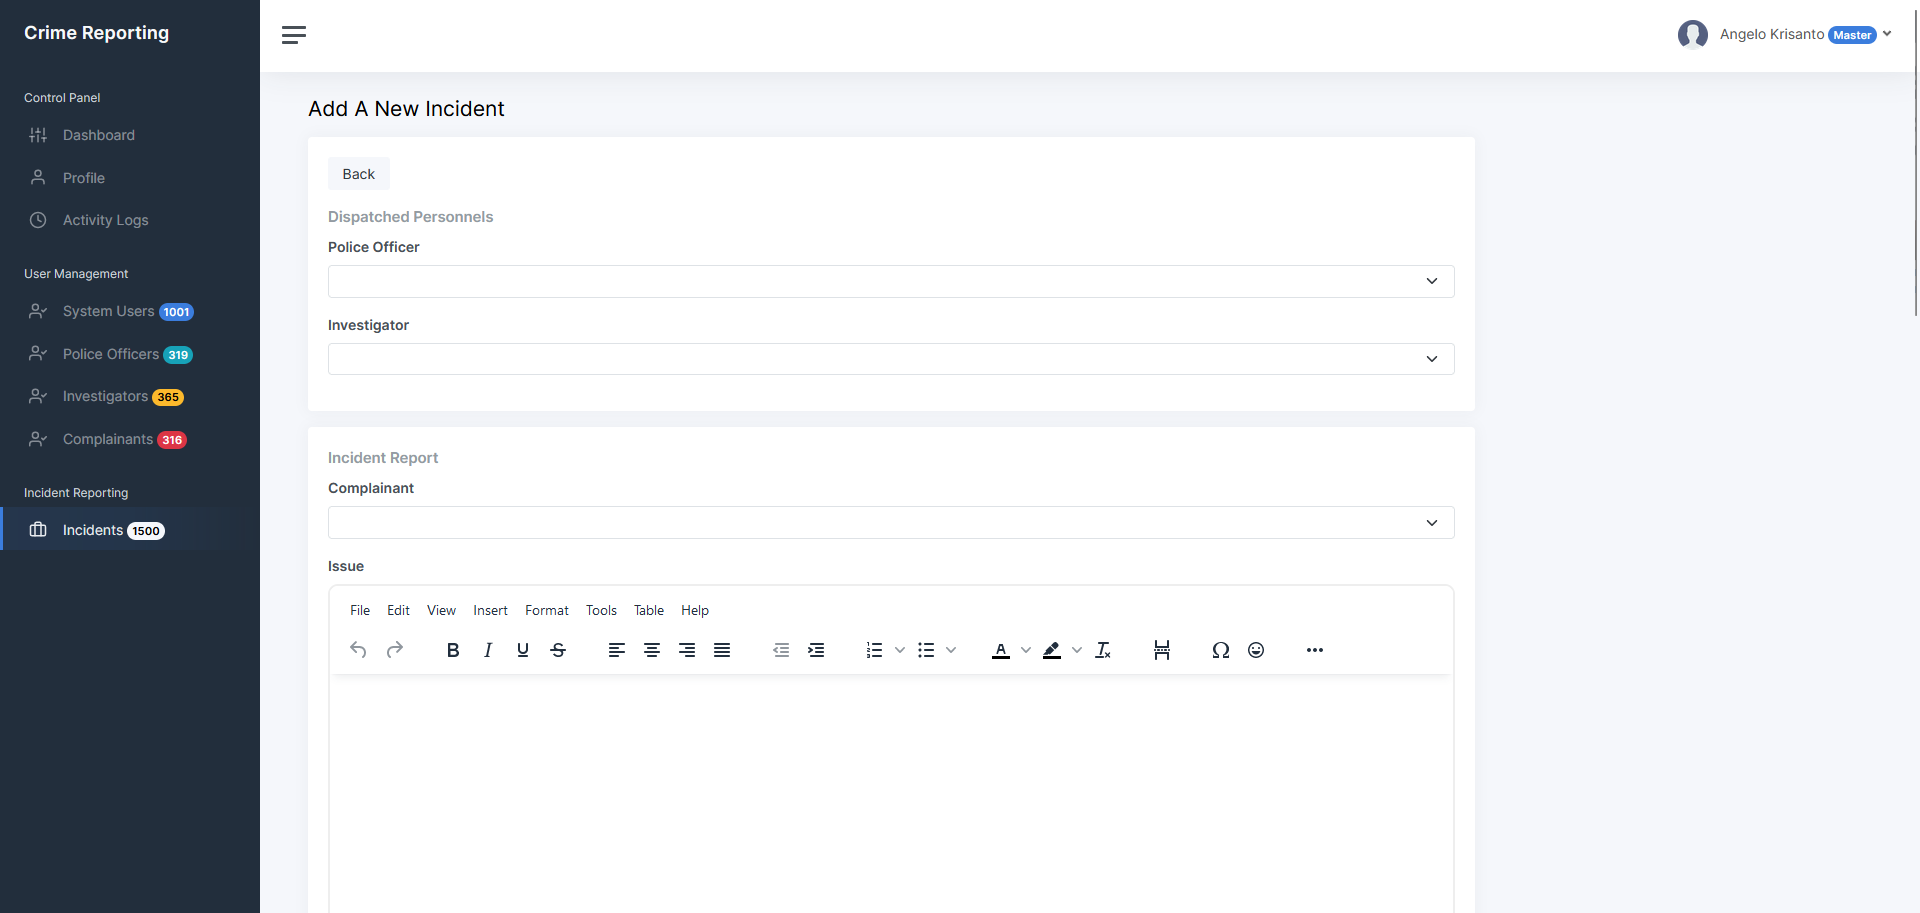 Crime Reporting
Angelo Krisanto Master
Control Panel
Dashboard
Profile
Activity Logs
User Management
System Users 1001
Police Officers 319
Investigators 365
Complainants 316
Incident Reporting
Incidents 1500
Add A New Incident
Back
Dispatched Personnels
Police Officer
Investigator
Incident Report
Complainant
Issue
File Edit View Insert Format Tools Table Help